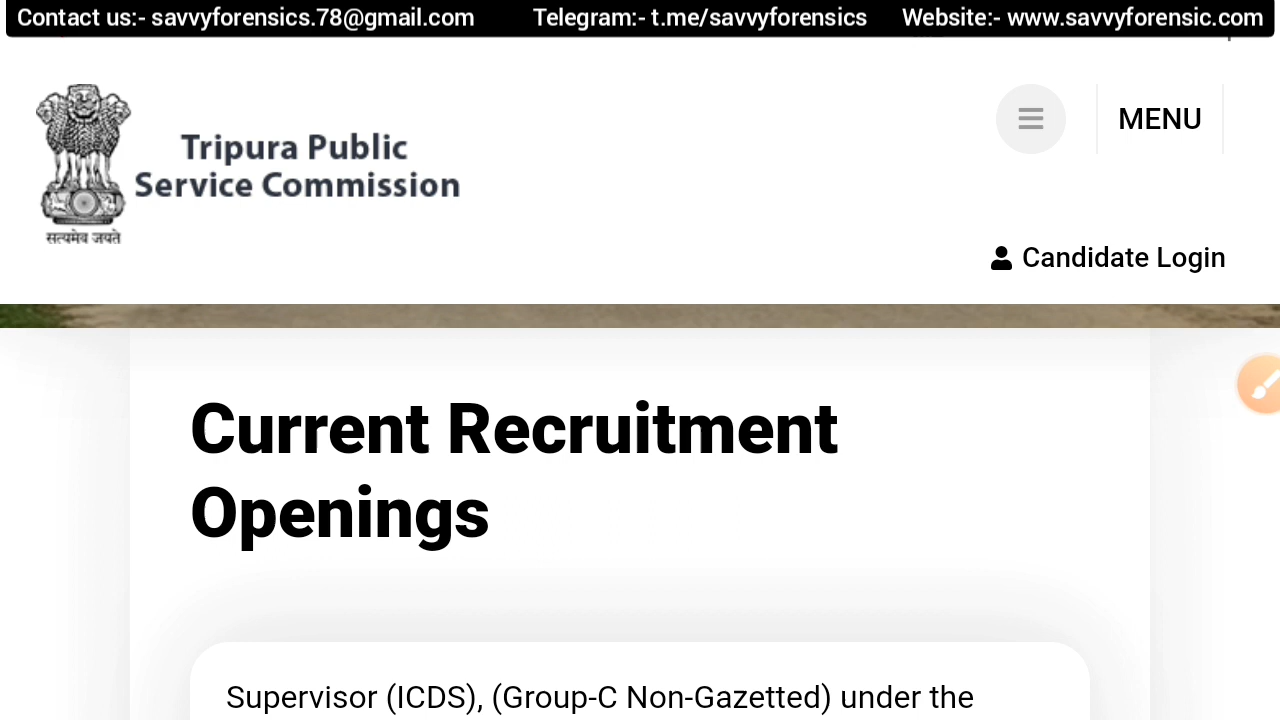 Contact us:- savvyforensics.78@gmail.com Telegram:- t.me/savvyforensics Website:- www.savvyforensic.com
Tripura Public
Service Commission
सत्यमेव जयते
MENU
Candidate Login
Current Recruitment
Openings
Supervisor (ICDS), (Group-C Non-Gazetted) under the